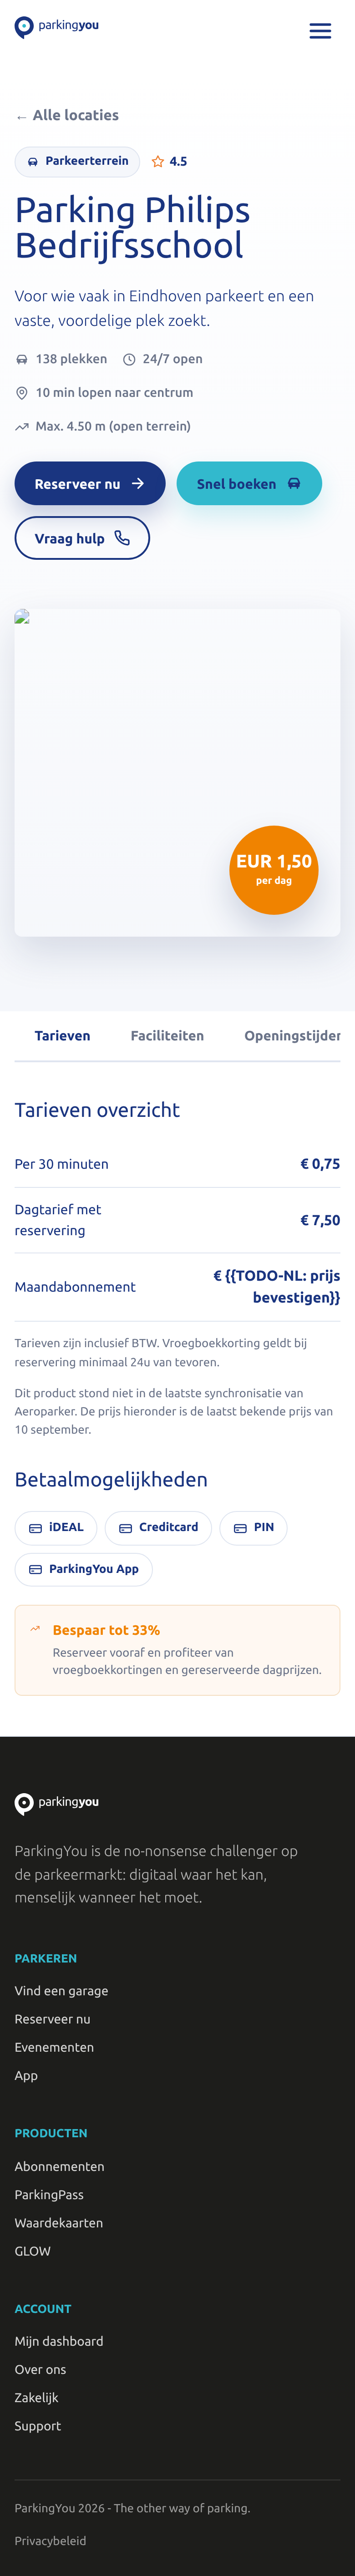 parkingyou
← Alle locaties
Parkeerterrein 4.5
Parking Philips
Bedrijfsschool
Voor wie vaak in Eindhoven parkeert en een
vaste, voordelige plek zoekt.
138 plekken 24/7 open
10 min lopen naar centrum
Max. 4.50 m (open terrein)
Reserveer nu → Snel boeken
Vraag hulp
EUR 1,50
per dag
Tarieven Faciliteiten Openingstijden
Tarieven overzicht
Per 30 minuten € 0,75
Dagtarief met
reservering € 7,50
Maandabonnement € {{TODO-NL: prijs
bevestigen}}
Tarieven zijn inclusief BTW. Vroegboekkorting geldt bij
reservering minimaal 24u van tevoren.
Dit product stond niet in de laatste synchronisatie van
Aeroparker. De prijs hieronder is de laatst bekende prijs van
10 september.
Betaalmogelijkheden
iDEAL Creditcard PIN
ParkingYou App
Bespaar tot 33%
Reserveer vooraf en profiteer van
vroegboekkortingen en gereserveerde dagprijzen.
parkingyou
ParkingYou is de no-nonsense challenger op
de parkeermarkt: digitaal waar het kan,
menselijk wanneer het moet.
PARKEREN
Vind een garage
Reserveer nu
Evenementen
App
PRODUCTEN
Abonnementen
ParkingPass
Waardekaarten
GLOW
ACCOUNT
Mijn dashboard
Over ons
Zakelijk
Support
ParkingYou 2026 - The other way of parking.
Privacybeleid